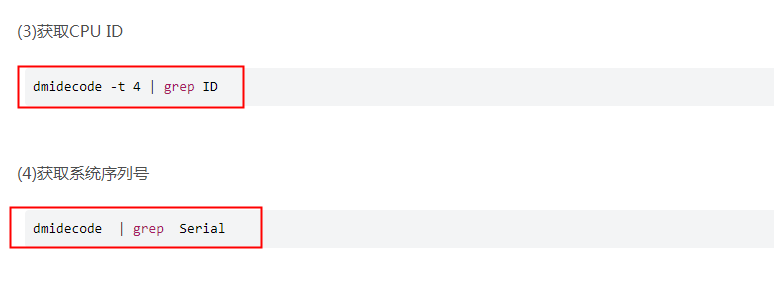 (3)获取CPU ID
dmidecode -t 4 | grep ID
(4)获取系统序列号
dmidecode  | grep  Serial